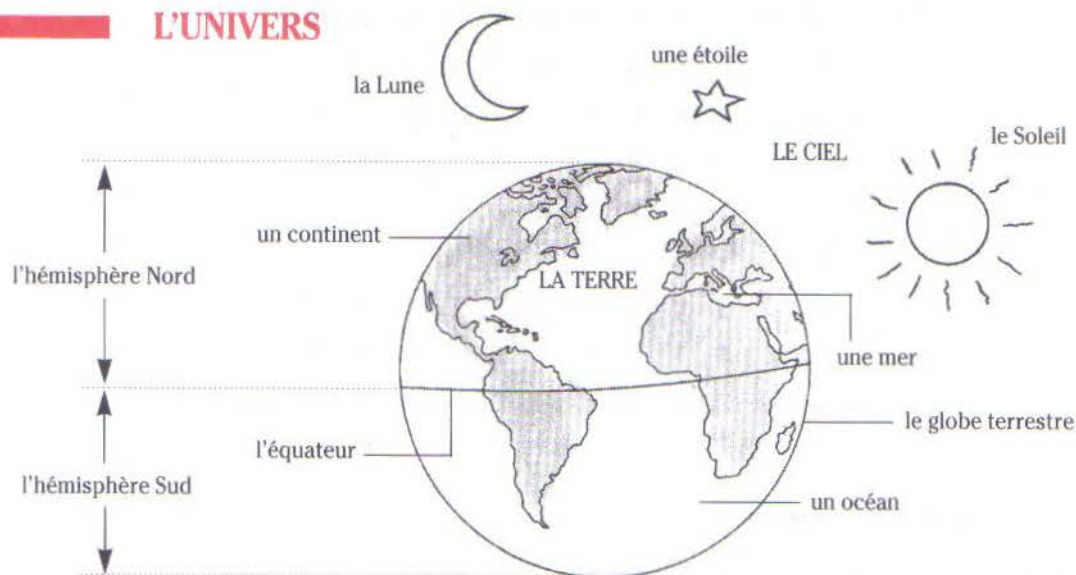 L'UNIVERS
la Lune
une étoile
LE CIEL
le Soleil
un continent
l'hémisphère Nord
LA TERRE
une mer
l'équateur
le globe terrestre
l'hémisphère Sud
un océan